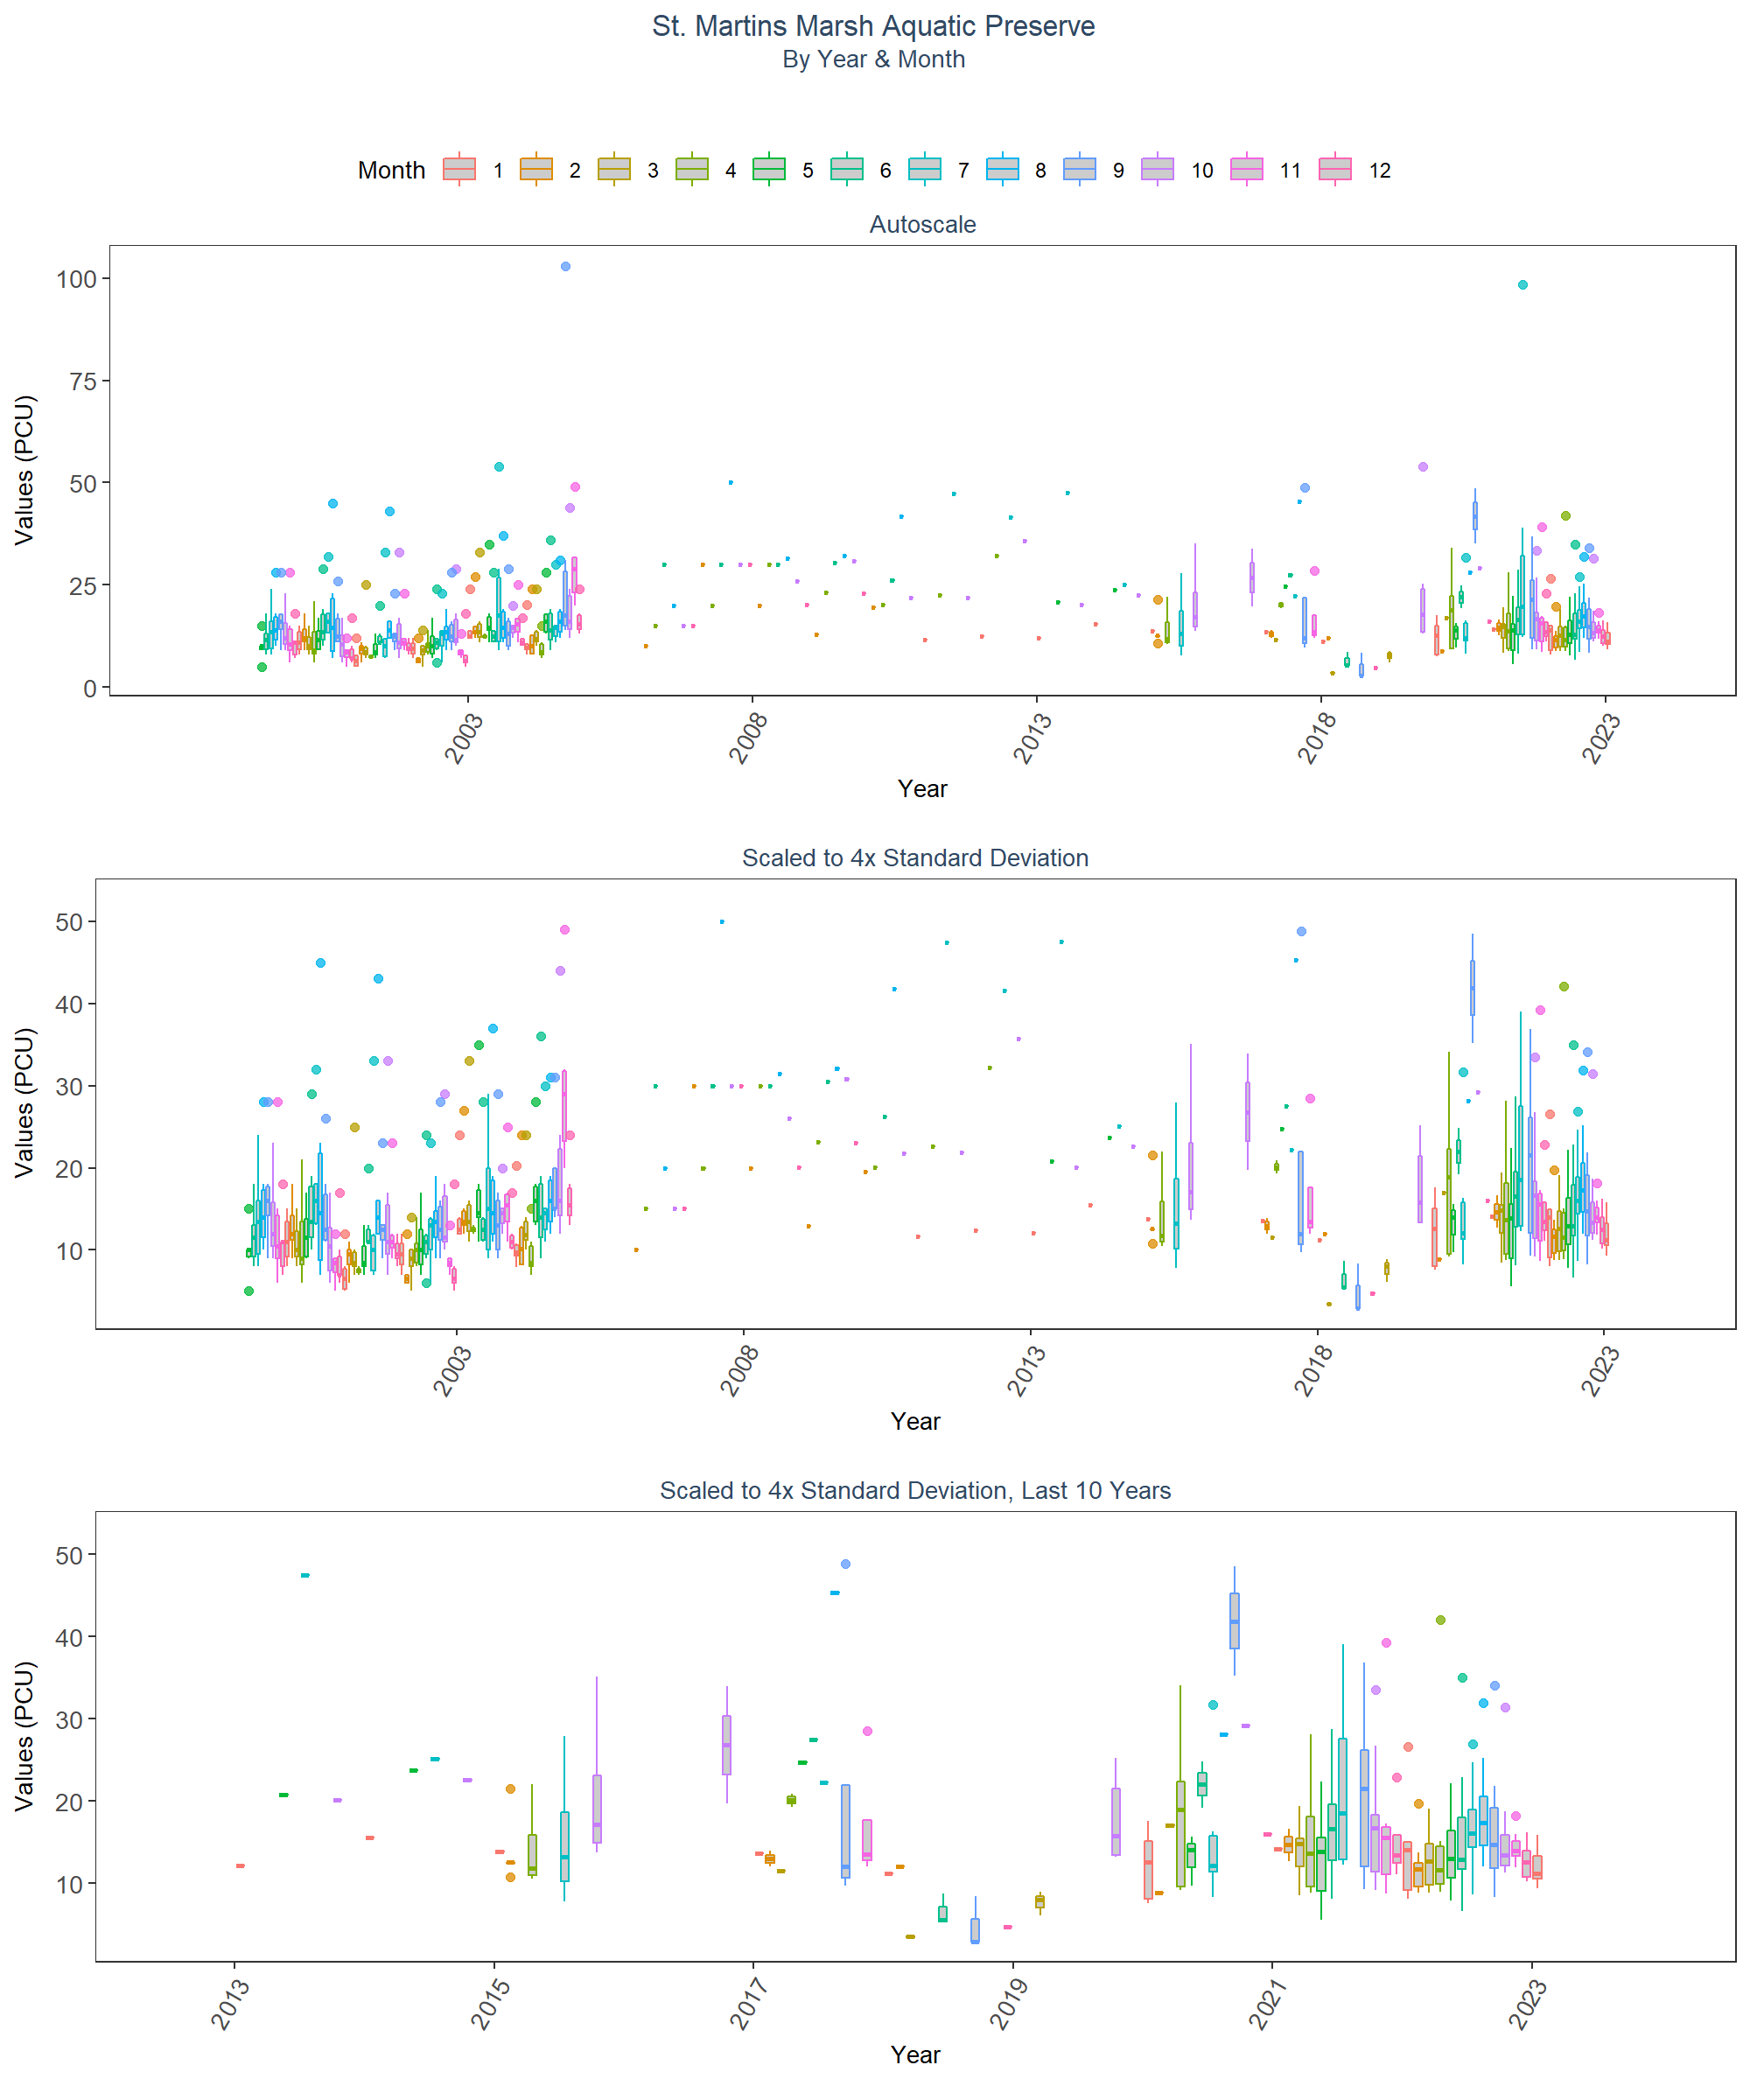 St. Martins Marsh Aquatic Preserve
By Year & Month
Month 1 2 3 4 5 6 7 8 9 10 11 12
Autoscale
Values (PCU)
100
75
50
25
0
2003 2008 2013 2018 2023
Year
Scaled to 4x Standard Deviation
Values (PCU)
50
40
30
20
10
2003 2008 2013 2018 2023
Year
Scaled to 4x Standard Deviation, Last 10 Years
Values (PCU)
50
40
30
20
10
2013 2015 2017 2019 2021 2023
Year